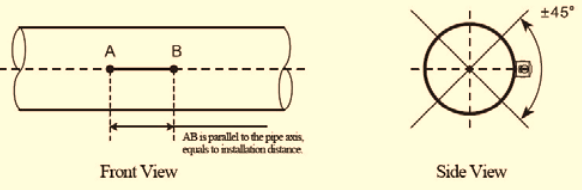 ±45°
A B
AB is parallel to the pipe axis,
equals to installation distance.
Front View
Side View